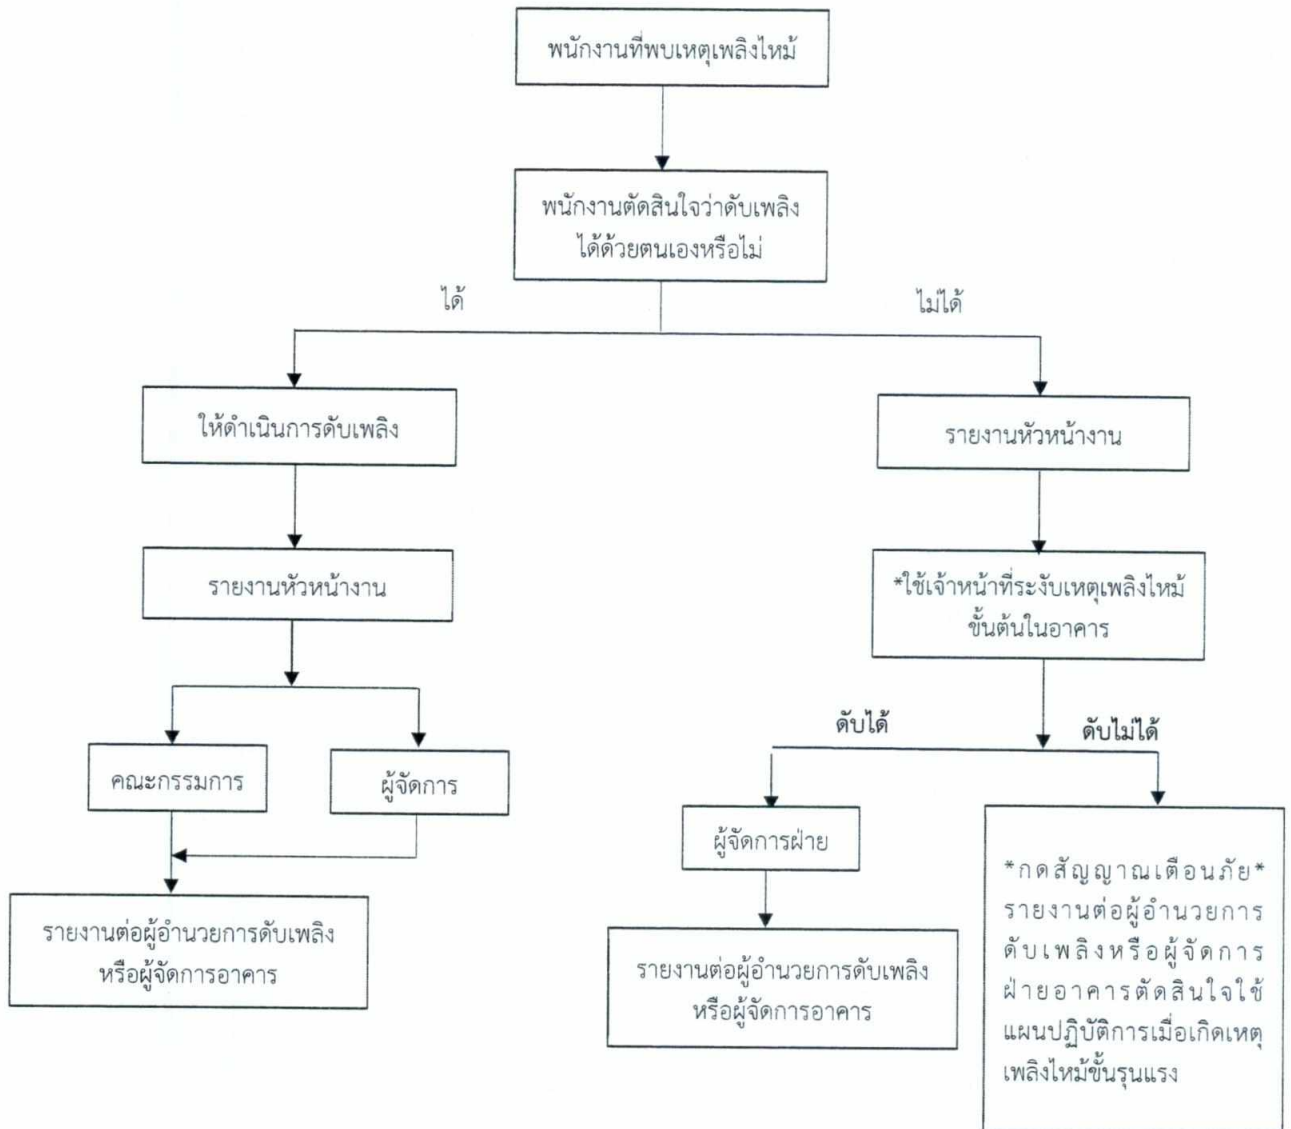 พนักงานที่พบเหตุเพลิงไหม้
พนักงานตัดสินใจว่าดับเพลิง
ได้ด้วยตนเองหรือไม่
ได้
ไม่ได้
ให้ดำเนินการดับเพลิง
รายงานหัวหน้างาน
รายงานหัวหน้างาน
*ใช้เจ้าหน้าที่ระงับเหตุเพลิงไหม้
ขั้นต้นในอาคาร
คณะกรรมการ
ผู้จัดการ
ดับได้
ดับไม่ได้
ผู้จัดการฝ่าย
รายงานต่อผู้อำนวยการดับเพลิง
หรือผู้จัดการอาคาร
รายงานต่อผู้อำนวยการดับเพลิง
หรือผู้จัดการอาคาร
*กดสัญญาณเตือนภัย*
รายงานต่อผู้อำนวยการ
ดับเพลิงหรือผู้จัดการ
ฝ่ายอาคารตัดสินใจใช้
แผนปฏิบัติการเมื่อเกิดเหตุ
เพลิงไหม้ขั้นรุนแรง